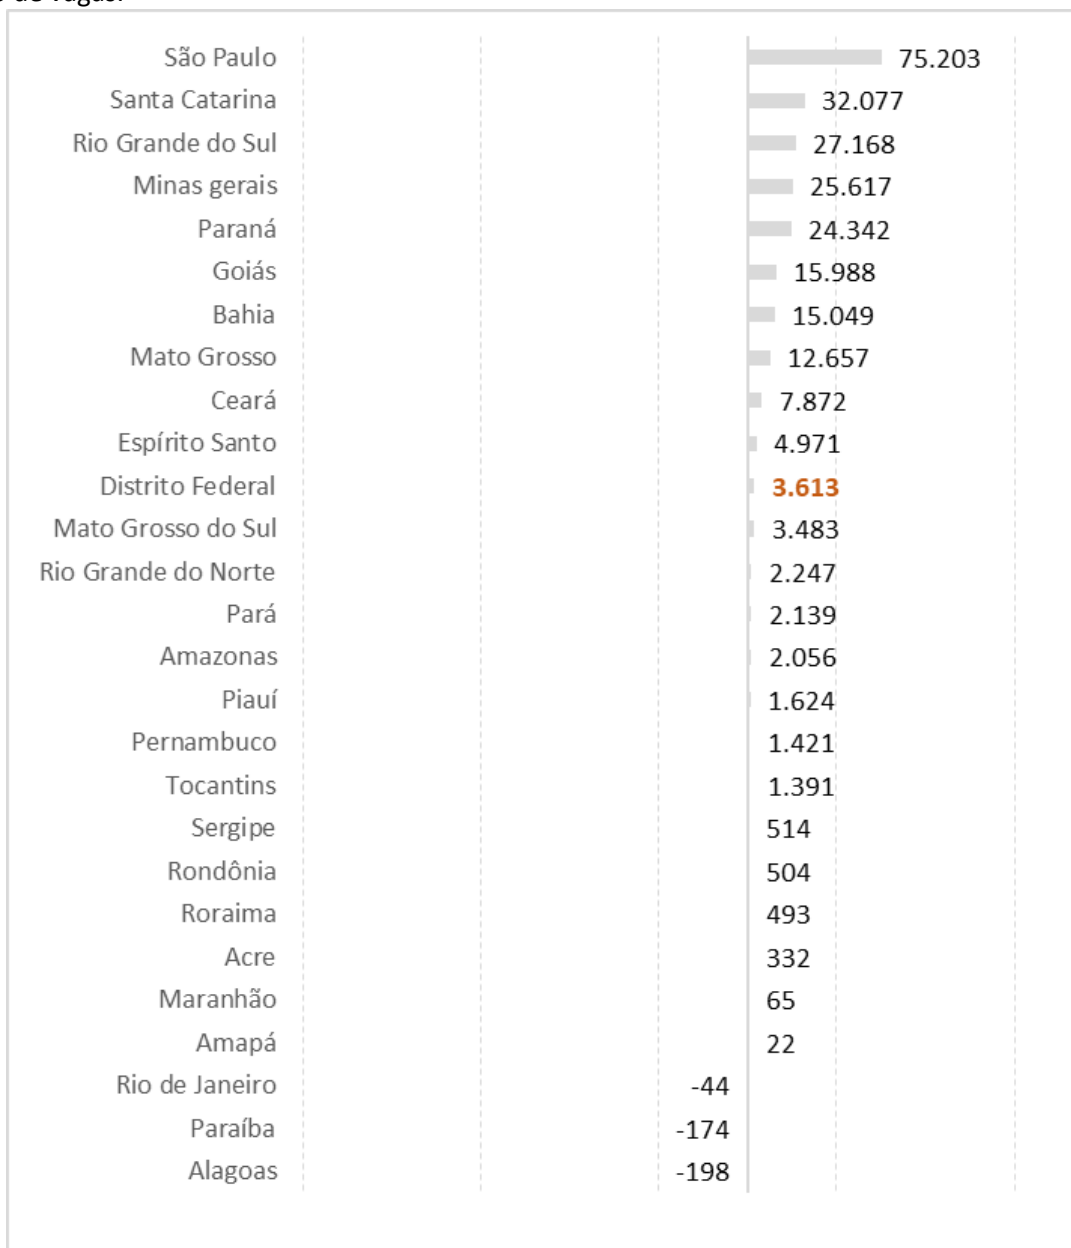 São Paulo 75.203
Santa Catarina 32.077
Rio Grande do Sul 27.168
Minas gerais 25.617
Paraná 24.342
Goiás 15.988
Bahia 15.049
Mato Grosso 12.657
Ceará 7.872
Espírito Santo 4.971
Distrito Federal 3.613
Mato Grosso do Sul 3.483
Rio Grande do Norte 2.247
Pará 2.139
Amazonas 2.056
Piauí 1.624
Pernambuco 1.421
Tocantins 1.391
Sergipe 514
Rondônia 504
Roraima 493
Acre 332
Maranhão 65
Amapá 22
Rio de Janeiro -44
Paraíba -174
Alagoas -198